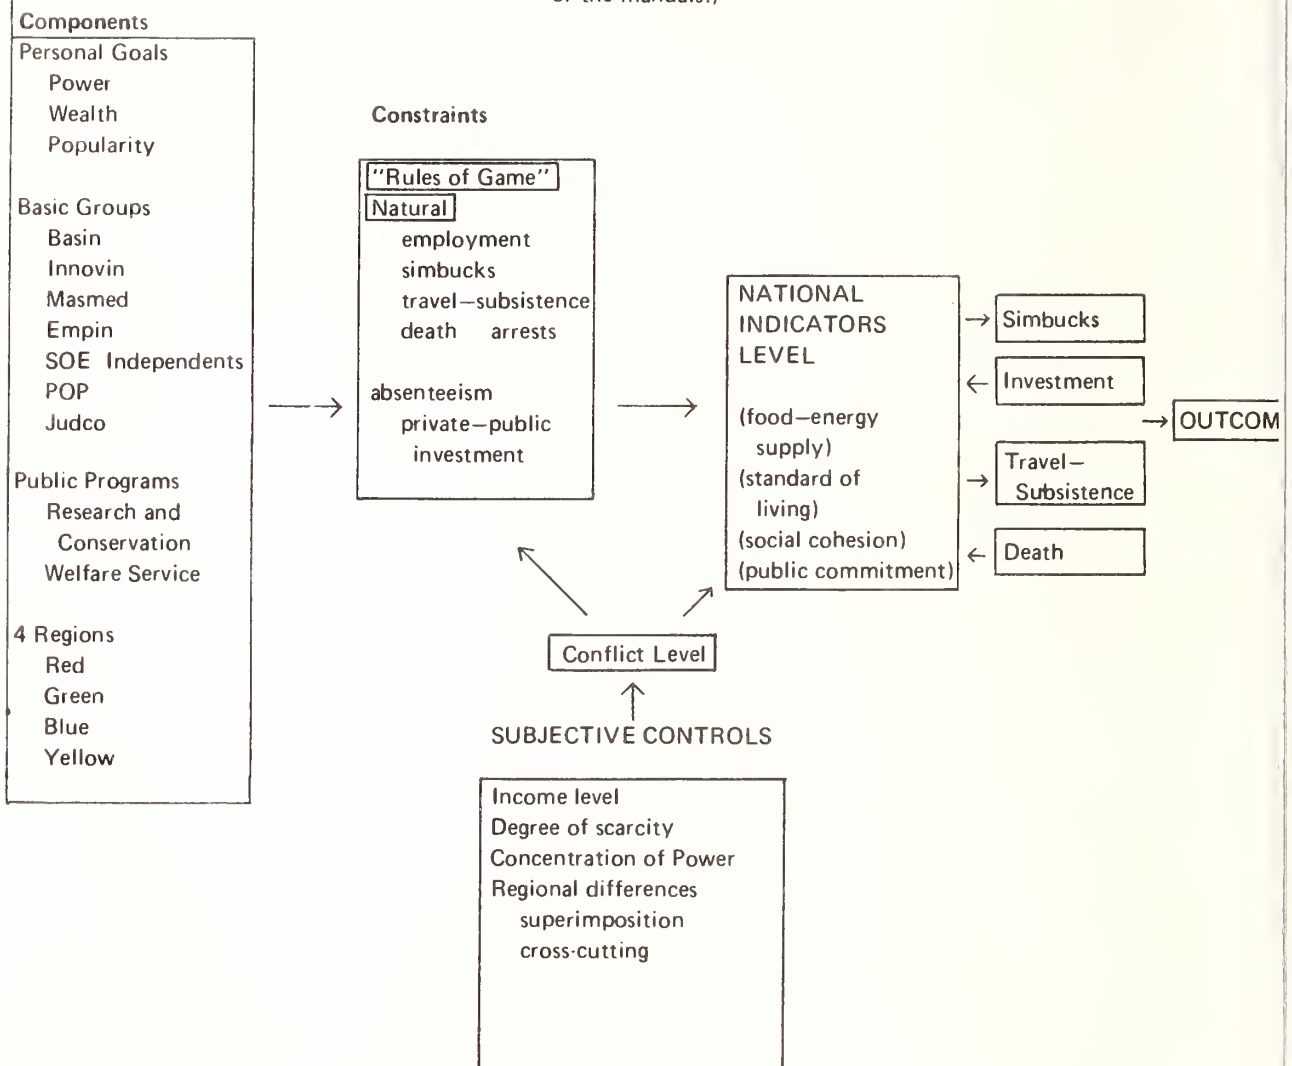 Components
Personal Goals
Power
Wealth
Popularity
Basic Groups
Basin
Innovin
Masmed
Empin
SOE Independents
POP
Judco
Public Programs
Research and
Conservation
Welfare Service
4 Regions
Red
Green
Blue
Yellow
Constraints
"Rules of Game"
Natural
employment
simbucks
travel—subsistence
death arrests
absenteeism
private—public
investment
NATIONAL
INDICATORS
LEVEL
(food—energy
supply)
(standard of
living)
(social cohesion)
(public commitment)
Simbucks
Investment
Travel—
Subsistence
Death
OUTCOM
Conflict Level
SUBJECTIVE CONTROLS
Income level
Degree of scarcity
Concentration of Power
Regional differences
superimposition
cross-cutting